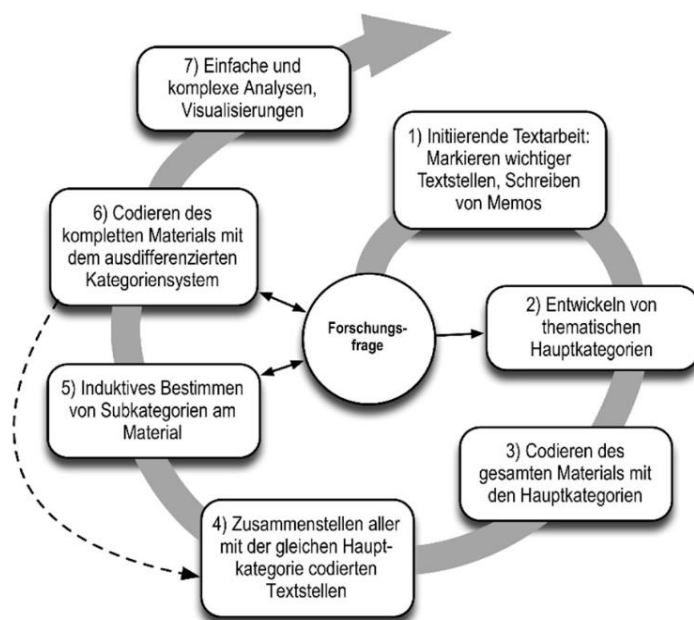 7) Einfache und
komplexe Analysen,
Visualisierungen
1) Initiierende Textarbeit:
Markieren wichtiger
Textstellen, Schreiben
von Memos
6) Codieren des
kompletten Materials mit
dem ausdifferenzierten
Kategoriensystem
Forschungs-
frage
2) Entwickeln von
thematischen
Hauptkategorien
5) Induktives Bestimmen
von Subkategorien am
Material
3) Codieren des
gesamten Materials mit
den Hauptkategorien
4) Zusammenstellen aller
mit der gleichen Haupt-
kategorie codierten
Textstellen